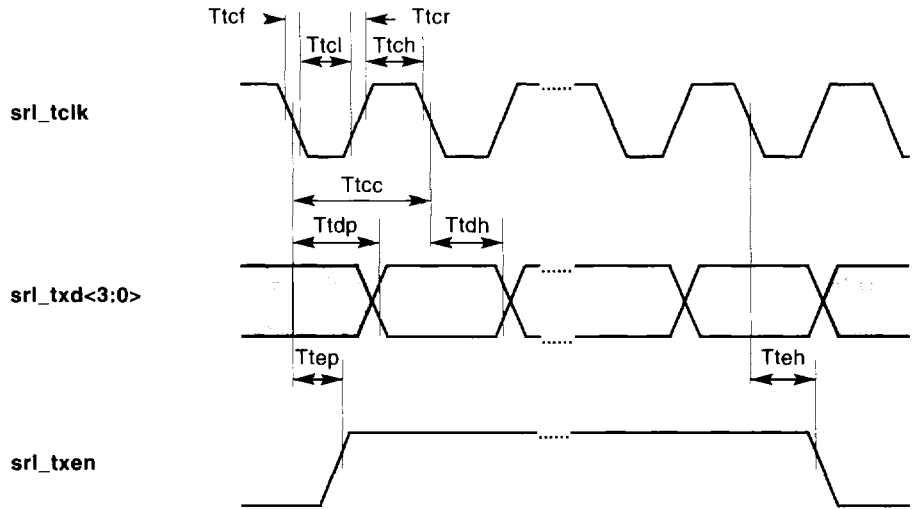 Ttcf
Ttcr
Ttcl
Ttch
srl_tclk
......
Ttcc
Ttdp
Ttdh
srl_txd<3:0>
......
......
Ttep
Tteh
srl_txen
......